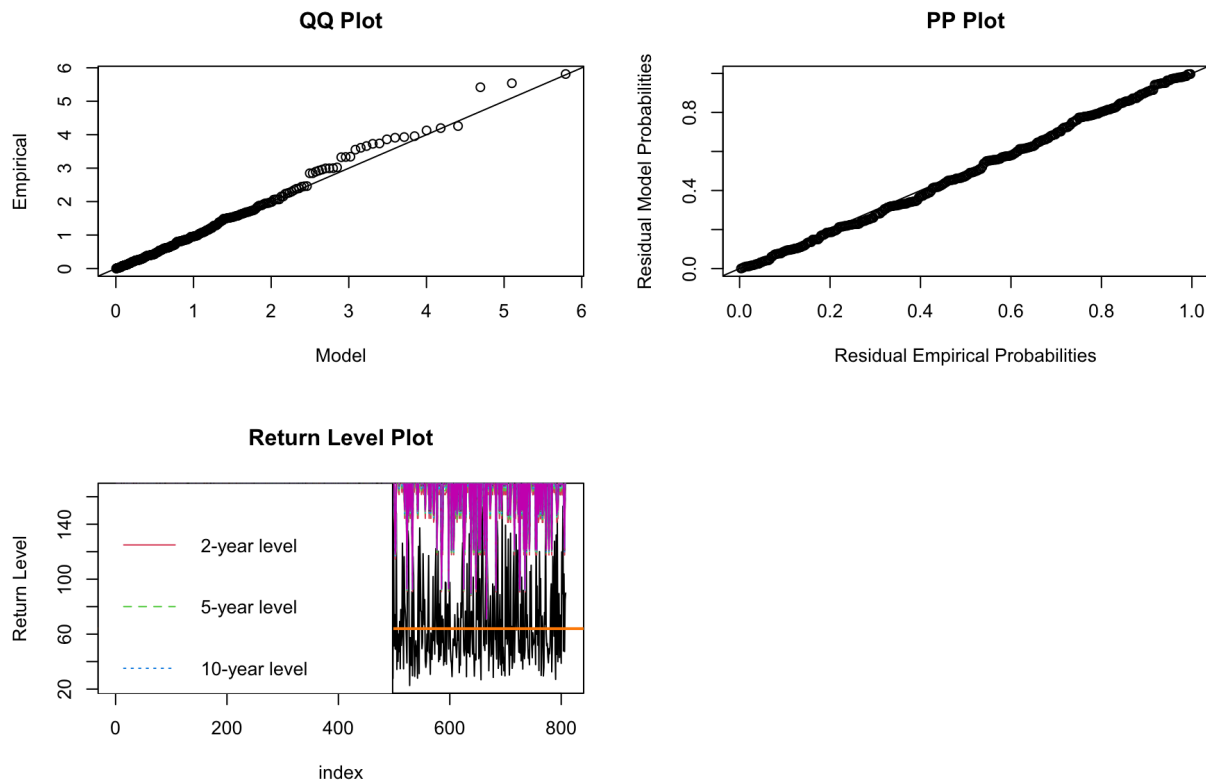 QQ Plot
Empirical
6
5
4
3
2
1
0
0 1 2 3 4 5 6
Model
PP Plot
Residual Model Probabilities
0.8
0.4
0.0
0.0 0.2 0.4 0.6 0.8 1.0
Residual Empirical Probabilities
Return Level Plot
Return Level
140
100
60
20
2-year level
5-year level
10-year level
0 200 400 600 800
index